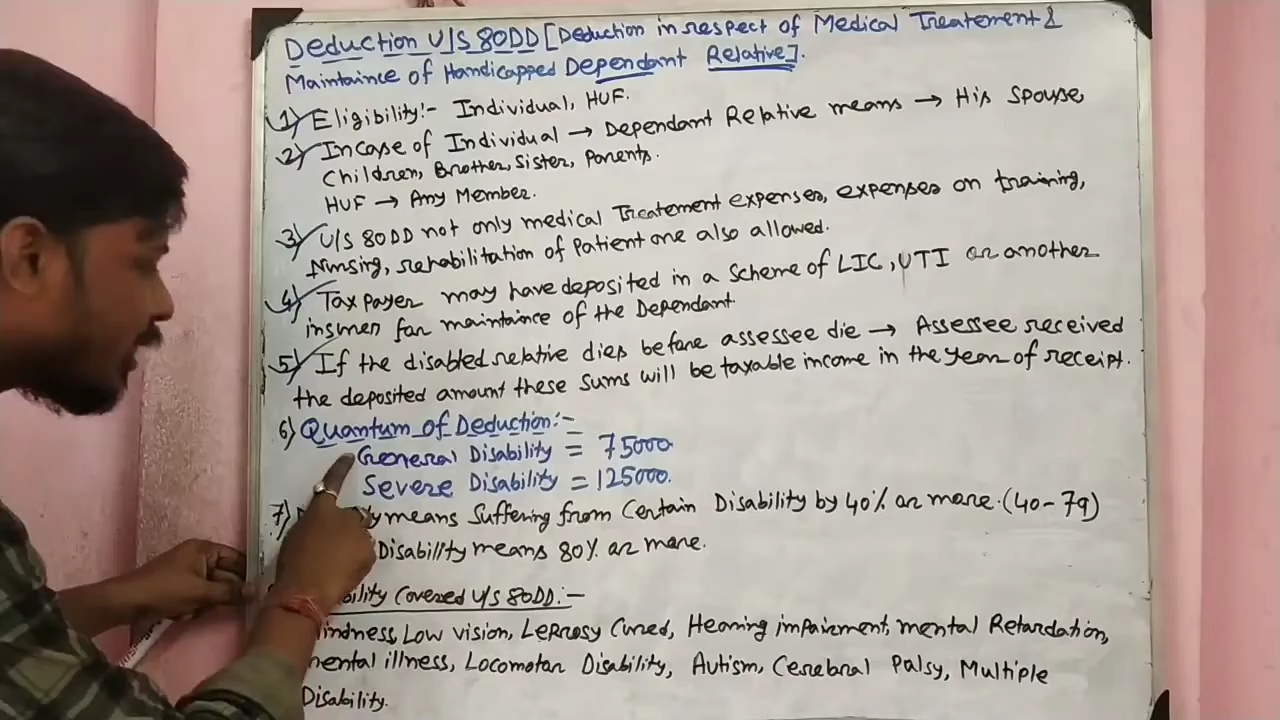 Deduction U/S 80DD [Deduction in respect of Medical Treatement &
Maintaince of Handicapped Dependant Relative].
1) Eligibility:- Individual, HUF.
2) Incase of Individual → Dependant Relative means → His Spouse,
Children, Brother, Sister, Parents.
HUF → Any Member.
3) U/S 80DD not only medical Treatement expenses, expenses on training,
Nursing, rehabilitation of Patient are also allowed.
4) Tax payer may have deposited in a Scheme of LIC, UTI or another
insurer for maintaince of the Dependant
5) If the disabled relative dies before assessee die → Assessee received
the deposited amount these sums will be taxable income in the year of receipt.
6) Quantum of Deduction:-
General Disability = 75000
Severe Disability = 125000.
7) means Suffering from Certain Disability by 40% or more. (40-79)
Disability means 80% or more.
Covered U/S 80DD:-
Low vision, Leprosy Cured, Hearing impairment, mental Retardation,
mental illness, Locomotar Disability, Autism, Cerebral Palsy, Multiple
Disability.